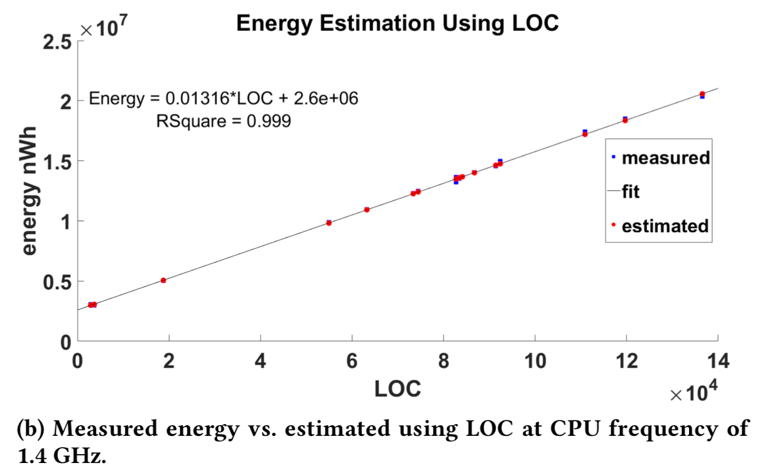 Energy Estimation Using LOC
×10^7
2.5
2
1.5
1
0.5
0
energy nWh
Energy = 0.01316*LOC + 2.6e+06
RSquare = 0.999
measured
fit
estimated
0 2 4 6 8 10 12 14
LOC
×10^4
(b) Measured energy vs. estimated using LOC at CPU frequency of
1.4 GHz.